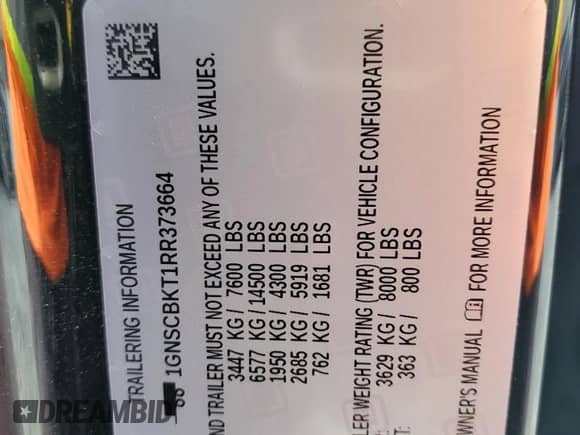 TRAILERING INFORMATION
1GNSCBKT1RR373664
ND TRAILER MUST NOT EXCEED ANY OF THESE VALUES.
3447 KG / 7600 LBS
6577 KG / 14500 LBS
1950 KG / 4300 LBS
2685 KG / 5919 LBS
762 KG / 1681 LBS
LER WEIGHT RATING (TWR) FOR VEHICLE CONFIGURATION.
3629 KG / 8000 LBS
363 KG / 800 LBS
T:
WNER'S MANUAL FOR MORE INFORMATION
DREAMBID